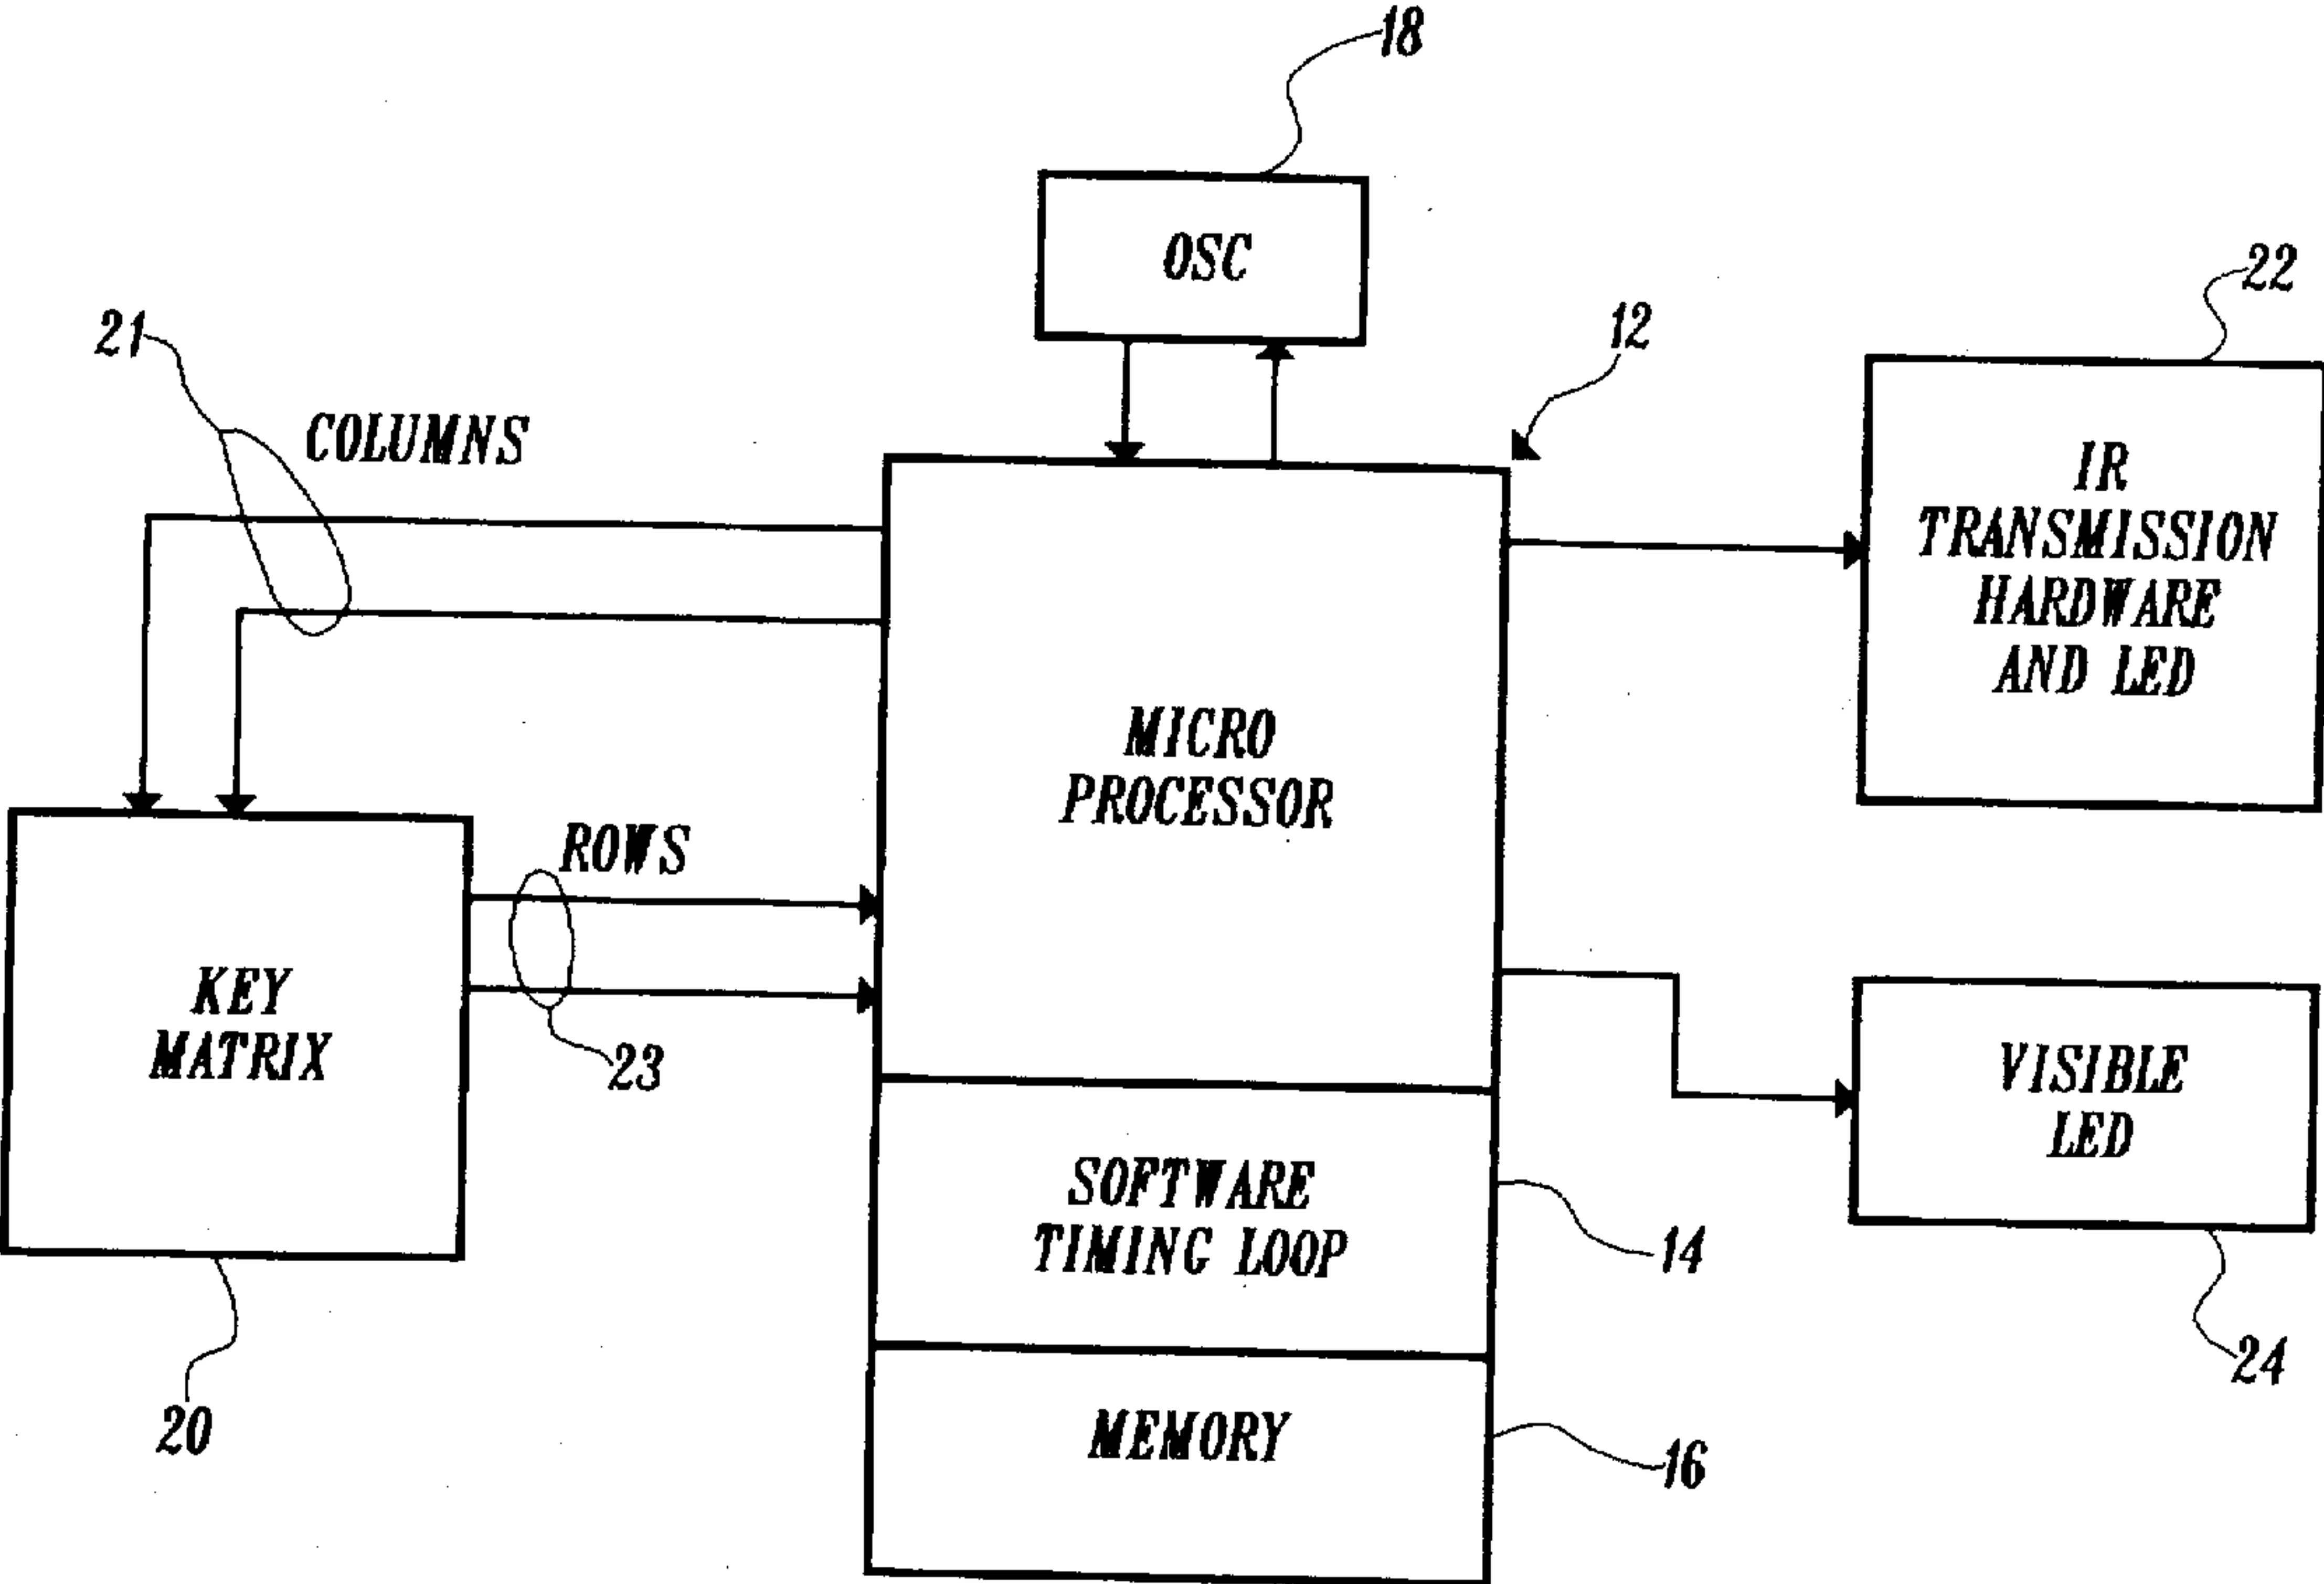 18
OSC
22
21
12
COLUMNS
IR
TRANSMISSION
HARDWARE
AND LED
MICRO
PROCESSOR
ROWS
KEY
MATRIX
23
VISIBLE
LED
SOFTWARE
TIMING LOOP
14
24
20
MEMORY
16